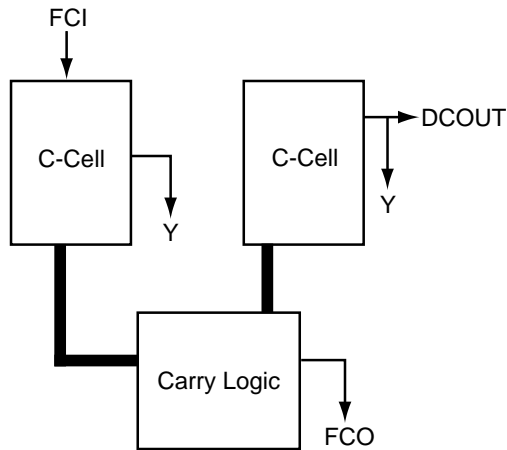 FCI
C-Cell
C-Cell
DCOUT
Y
Y
Carry Logic
FCO